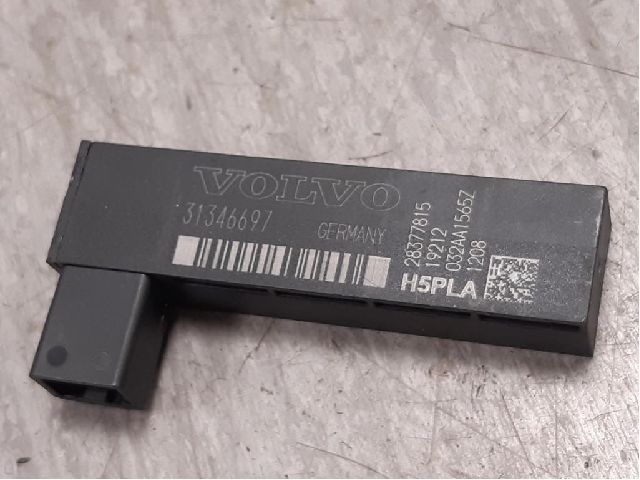 VOLVO
31346697
GERMANY
28377815
19212
032AA1565Z
1208
H5PLA